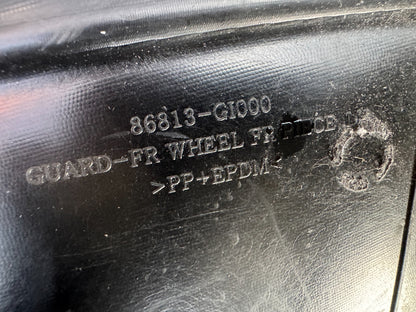 86813-GI000
GUARD-FR WHEEL FR PIECE
>PP+EPDM<